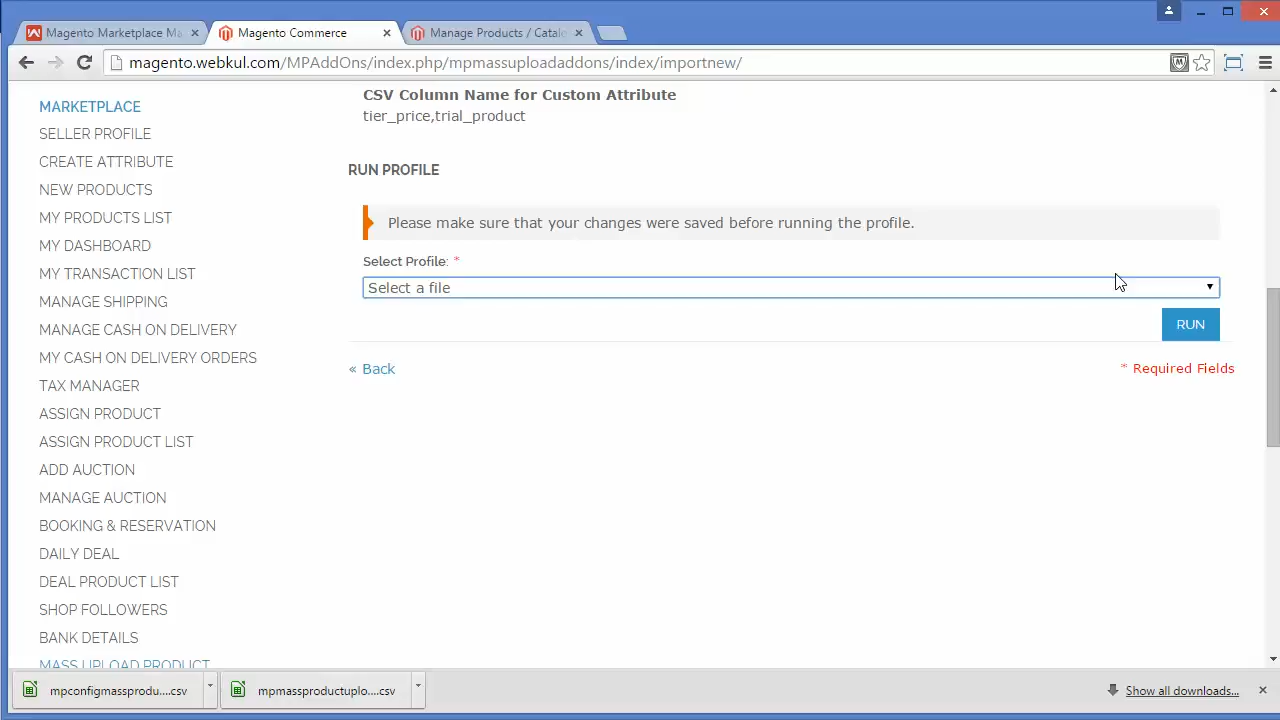 Magento Marketplace Ma
Magento Commerce
Manage Products / Catale
magento.webkul.com/MPAddOns/index.php/mpmassuploadaddons/index/importnew/
MARKETPLACE
SELLER PROFILE
CREATE ATTRIBUTE
NEW PRODUCTS
MY PRODUCTS LIST
MY DASHBOARD
MY TRANSACTION LIST
MANAGE SHIPPING
MANAGE CASH ON DELIVERY
MY CASH ON DELIVERY ORDERS
TAX MANAGER
ASSIGN PRODUCT
ASSIGN PRODUCT LIST
ADD AUCTION
MANAGE AUCTION
BOOKING & RESERVATION
DAILY DEAL
DEAL PRODUCT LIST
SHOP FOLLOWERS
BANK DETAILS
MASS UPLOAD PRODUCT
CSV Column Name for Custom Attribute
tier_price,trial_product
RUN PROFILE
Please make sure that your changes were saved before running the profile.
Select Profile: *
Select a file
RUN
« Back
* Required Fields
mpconfigmassprodu....csv
mpmassproductuplo....csv
Show all downloads...